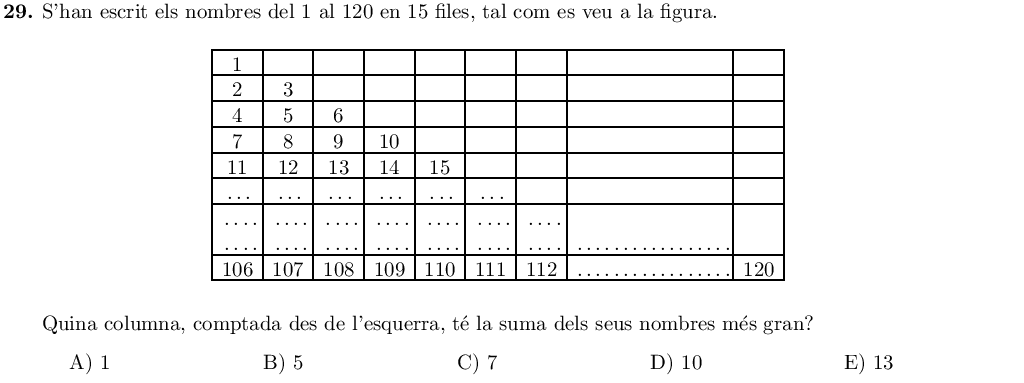 29. S'han escrit els nombres del 1 al 120 en 15 files, tal com es veu a la figura.
1
2 3
4 5 6
7 8 9 10
11 12 13 14 15
... ... ... ... ... ...
.... .... .... .... .... .... ....
.... .... .... .... .... .... .... .................
106 107 108 109 110 111 112 ................. 120
Quina columna, comptada des de l'esquerra, té la suma dels seus nombres més gran?
A) 1 B) 5 C) 7 D) 10 E) 13